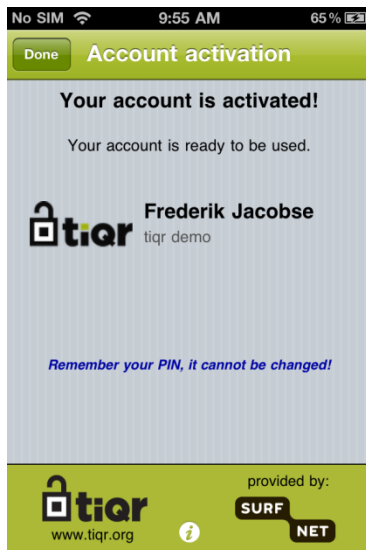 No SIM 9:55 AM 65%
Done Account activation
Your account is activated!
Your account is ready to be used.
tiqr
Frederik Jacobse
tiqr demo
Remember your PIN, it cannot be changed!
tiqr
www.tiqr.org
i
provided by:
SURF
NET